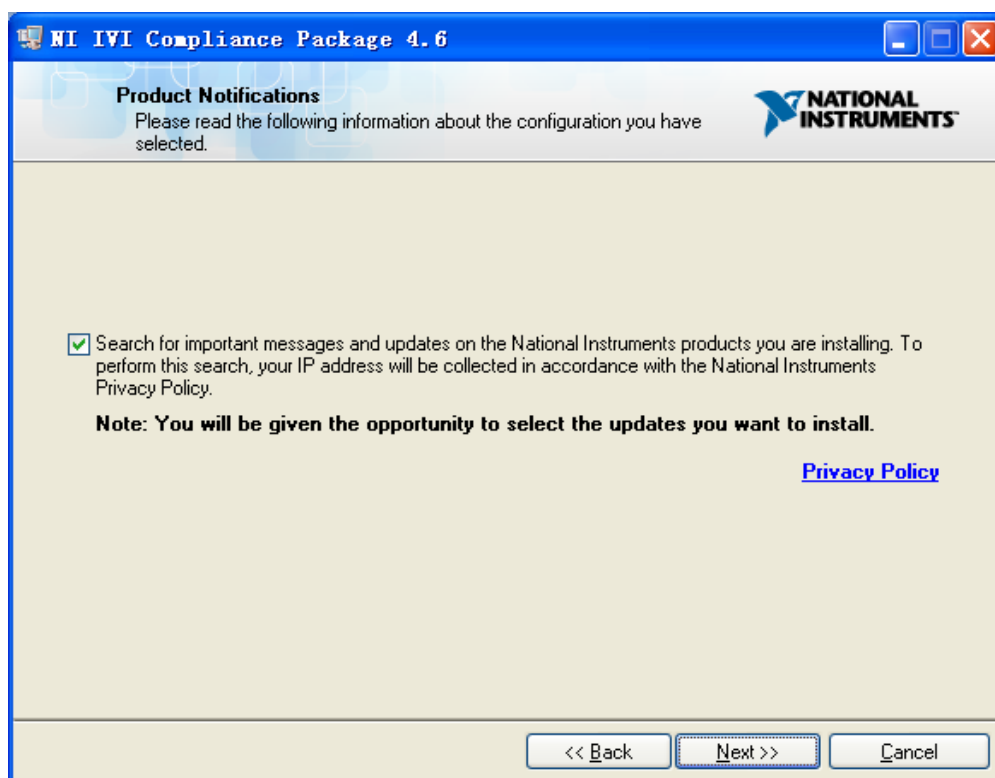 NI IVI Compliance Package 4.6
Product Notifications
Please read the following information about the configuration you have
selected.
NATIONAL
INSTRUMENTS™
Search for important messages and updates on the National Instruments products you are installing. To
perform this search, your IP address will be collected in accordance with the National Instruments
Privacy Policy.
Note: You will be given the opportunity to select the updates you want to install.
Privacy Policy
<< Back
Next >>
Cancel